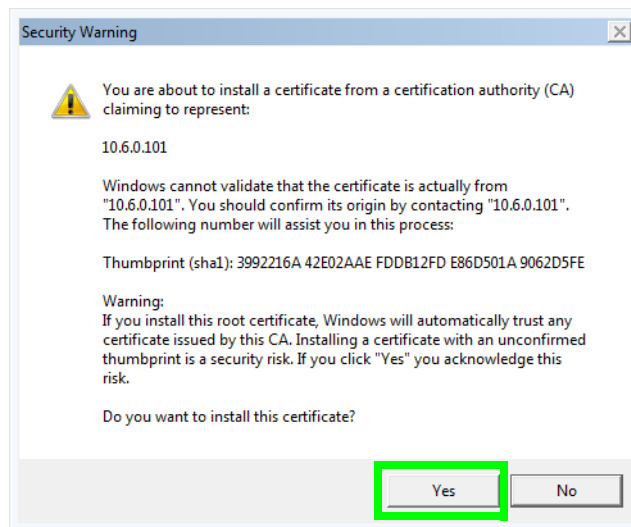 Security Warning
You are about to install a certificate from a certification authority (CA)
claiming to represent:
10.6.0.101
Windows cannot validate that the certificate is actually from
"10.6.0.101". You should confirm its origin by contacting "10.6.0.101".
The following number will assist you in this process:
Thumbprint (sha1): 3992216A 42E02AAE FDDB12FD E86D501A 9062D5FE
Warning:
If you install this root certificate, Windows will automatically trust any
certificate issued by this CA. Installing a certificate with an unconfirmed
thumbprint is a security risk. If you click "Yes" you acknowledge this
risk.
Do you want to install this certificate?
Yes No